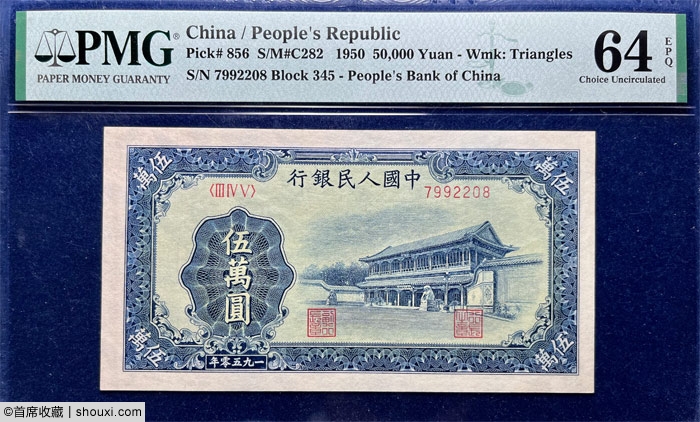 PMG
PAPER MONEY GUARANTY
China / People's Republic
Pick# 856 S/M#C282 1950 50,000 Yuan - Wmk: Triangles
S/N 7992208 Block 345 - People's Bank of China
64
EPQ
Choice Uncirculated
伍萬
伍萬
行銀民人國中
〈ⅢⅣⅤ〉
7992208
伍萬圓
伍萬
伍萬
年零五九一
©首席收藏 | shouxi.com